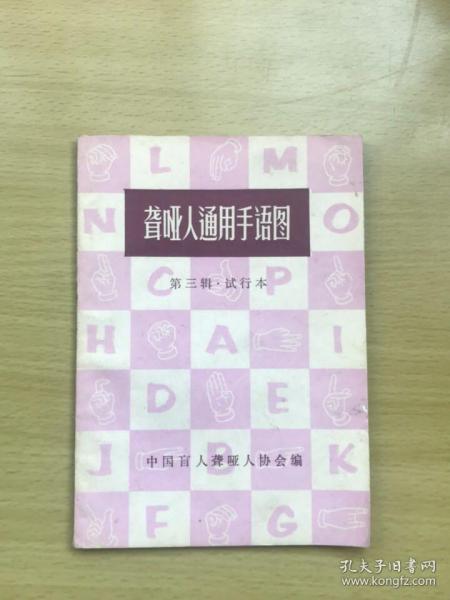 L M
N O
聋哑人通用手语图
C P
第三辑·试行本
H A I
D E
J B K
中国盲人聋哑人协会编
F G
孔夫子旧书网
www.kongfz.com